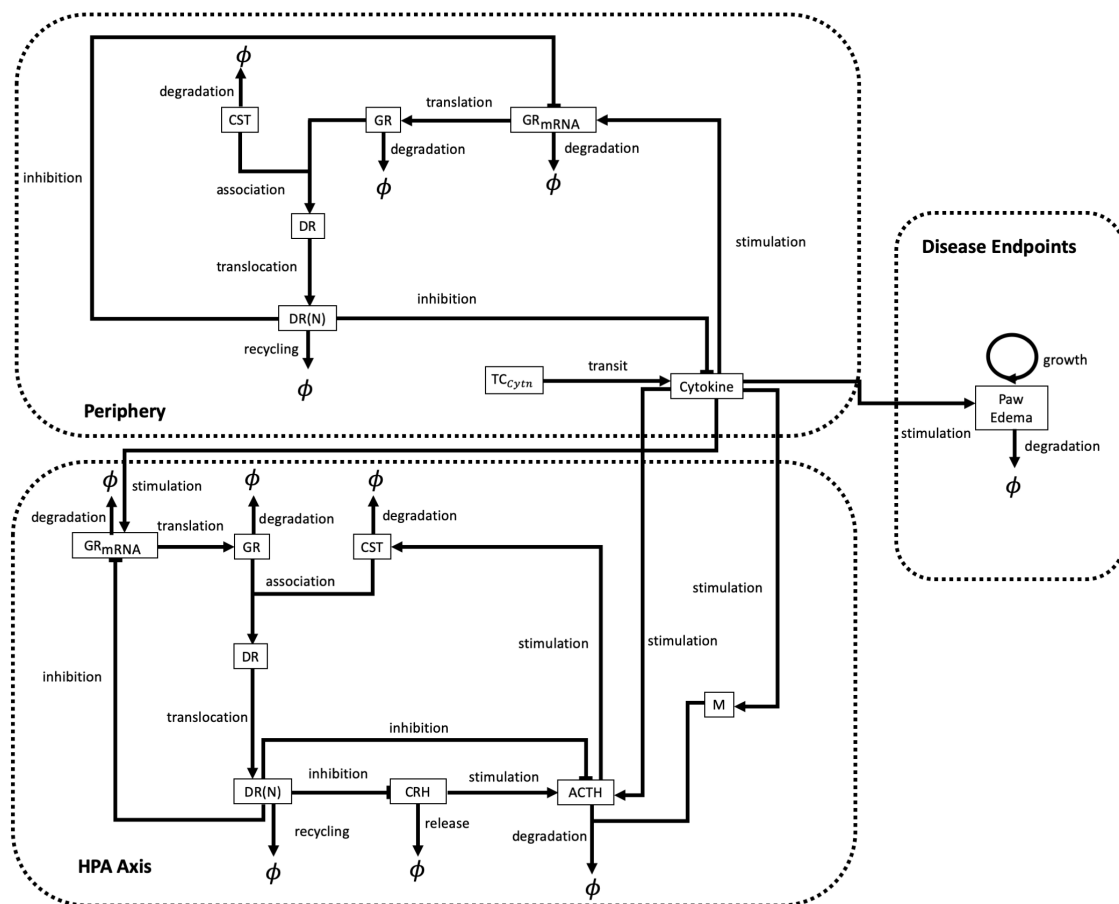 ϕ
degradation
translation
CST
GR
GRmRNA
degradation
degradation
inhibition
ϕ
ϕ
association
DR
stimulation
Disease Endpoints
translocation
inhibition
DR(N)
recycling
growth
transit
ϕ
TCCytn
Cytokine
Paw
Edema
Periphery
stimulation
degradation
ϕ
ϕ
ϕ
stimulation
ϕ
degradation
translation
degradation
degradation
GRmRNA
GR
CST
association
stimulation
stimulation
stimulation
DR
inhibition
M
translocation
inhibition
inhibition
stimulation
DR(N)
CRH
ACTH
release
recycling
degradation
HPA Axis
ϕ
ϕ
ϕ